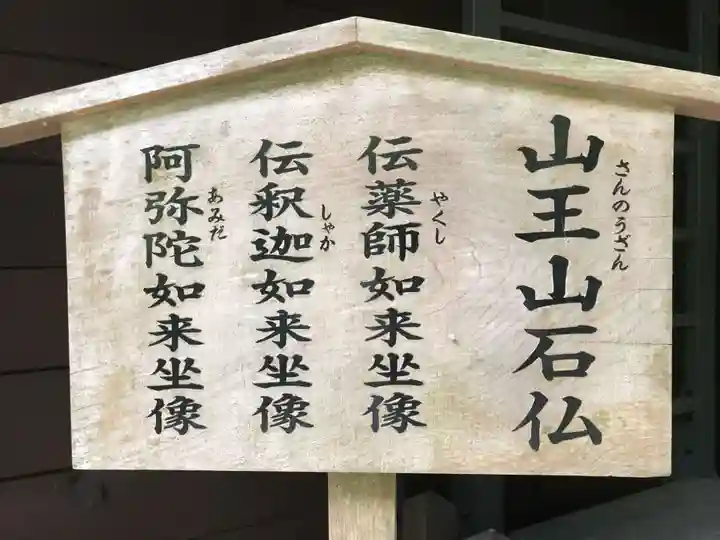 山王山石仏
さんのうざん
伝薬師如来坐像
やくし
伝釈迦如来坐像
しゃか
阿弥陀如来坐像
あみだ